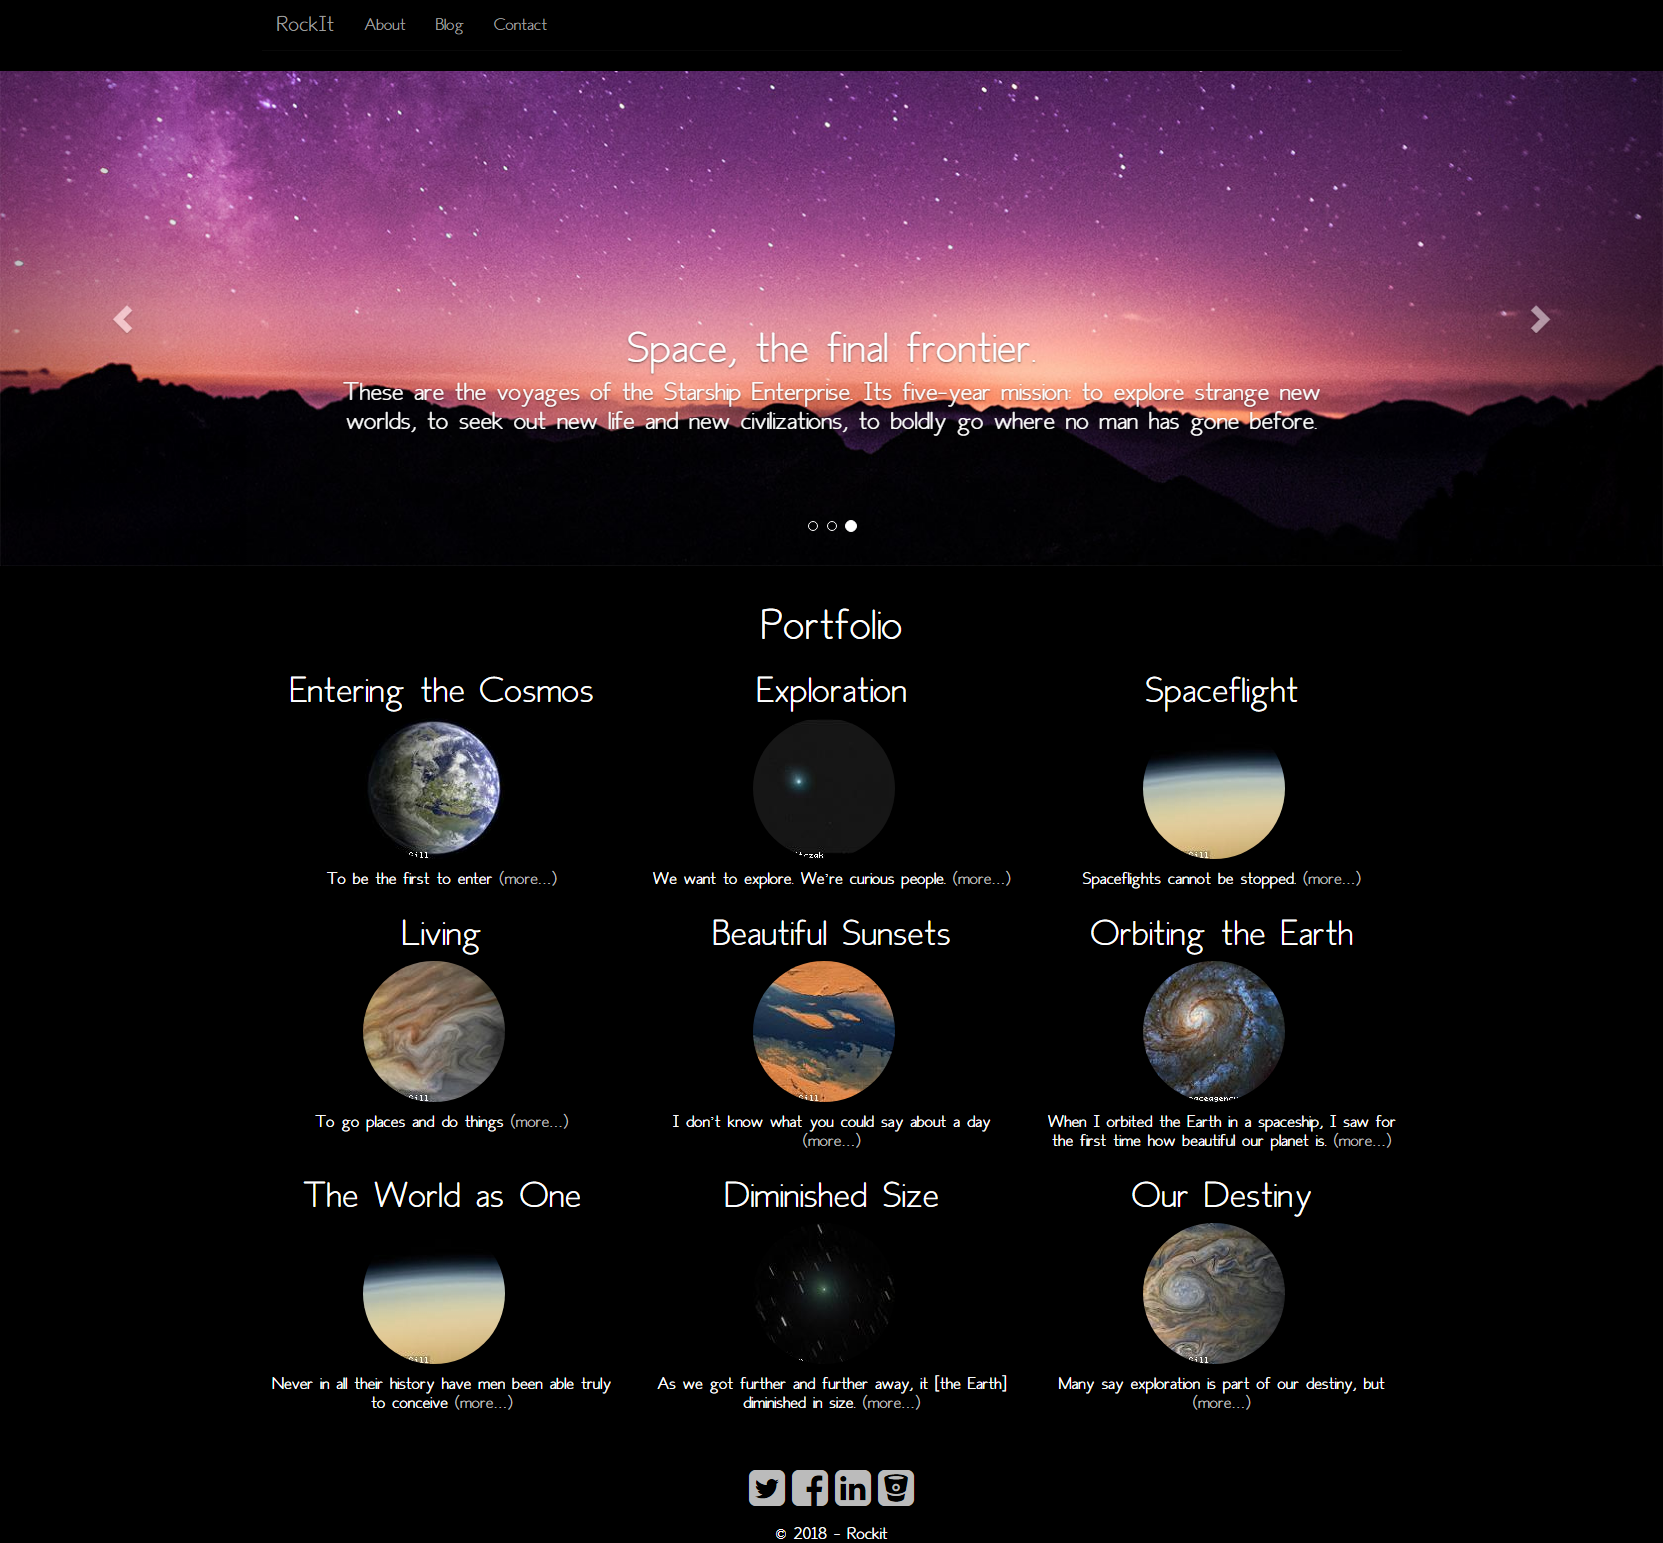 RockIt About Blog Contact
Space, the final frontier.
These are the voyages of the Starship Enterprise. Its five-year mission: to explore strange new
worlds, to seek out new life and new civilizations, to boldly go where no man has gone before.
Portfolio
Entering the Cosmos
Gill
To be the first to enter (more...)
Exploration
We want to explore. We're curious people. (more...)
Spaceflight
Gill
Spaceflights cannot be stopped. (more...)
Living
Gill
To go places and do things (more...)
Beautiful Sunsets
Gill
I don't know what you could say about a day
(more...)
Orbiting the Earth
When I orbited the Earth in a spaceship, I saw for
the first time how beautiful our planet is. (more...)
The World as One
Gill
Never in all their history have men been able truly
to conceive (more...)
Diminished Size
As we got further and further away, it [the Earth]
diminished in size. (more...)
Our Destiny
Gill
Many say exploration is part of our destiny, but
(more...)
© 2018 - Rockit